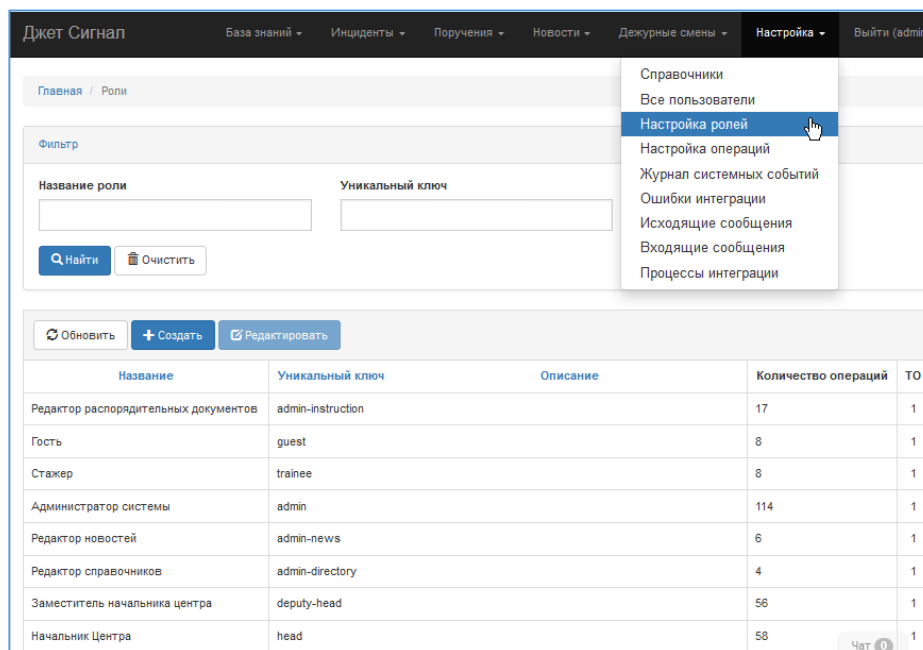 Джет Сигнал База знаний Инциденты Поручения Новости Дежурные смены Настройка Выйти (admin
Справочники
Все пользователи
Настройка ролей
Настройка операций
Журнал системных событий
Ошибки интеграции
Исходящие сообщения
Входящие сообщения
Процессы интеграции
Главная / Роли
Фильтр
Название роли Уникальный ключ
Найти Очистить
Обновить Создать Редактировать
Название Уникальный ключ Описание Количество операций ТО
Редактор распорядительных документов admin-instruction 17 1
Гость guest 8 1
Стажер trainee 8 1
Администратор системы admin 114 1
Редактор новостей admin-news 6 1
Редактор справочников admin-directory 4 1
Заместитель начальника центра deputy-head 56 1
Начальник Центра head 58 1
Чат 0